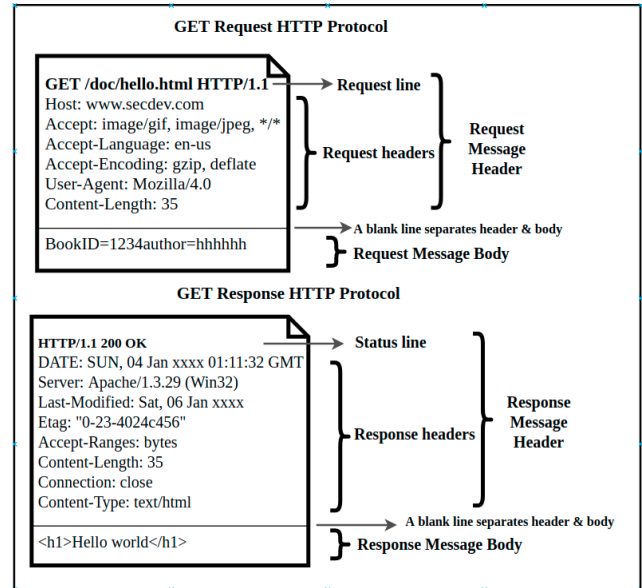 GET Request HTTP Protocol
GET /doc/hello.html HTTP/1.1
Request line
Host: www.secdev.com
Accept: image/gif, image/jpeg, */*
Accept-Language: en-us
Accept-Encoding: gzip, deflate
User-Agent: Mozilla/4.0
Content-Length: 35
Request headers
Request
Message
Header
A blank line separates header & body
BookID=1234author=hhhhhh
Request Message Body
GET Response HTTP Protocol
HTTP/1.1 200 OK
Status line
DATE: SUN, 04 Jan xxxx 01:11:32 GMT
Server: Apache/1.3.29 (Win32)
Last-Modified: Sat, 06 Jan xxxx
Etag: "0-23-4024c456"
Accept-Ranges: bytes
Content-Length: 35
Connection: close
Content-Type: text/html
Response headers
Response
Message
Header
A blank line separates header & body
<h1>Hello world</h1>
Response Message Body